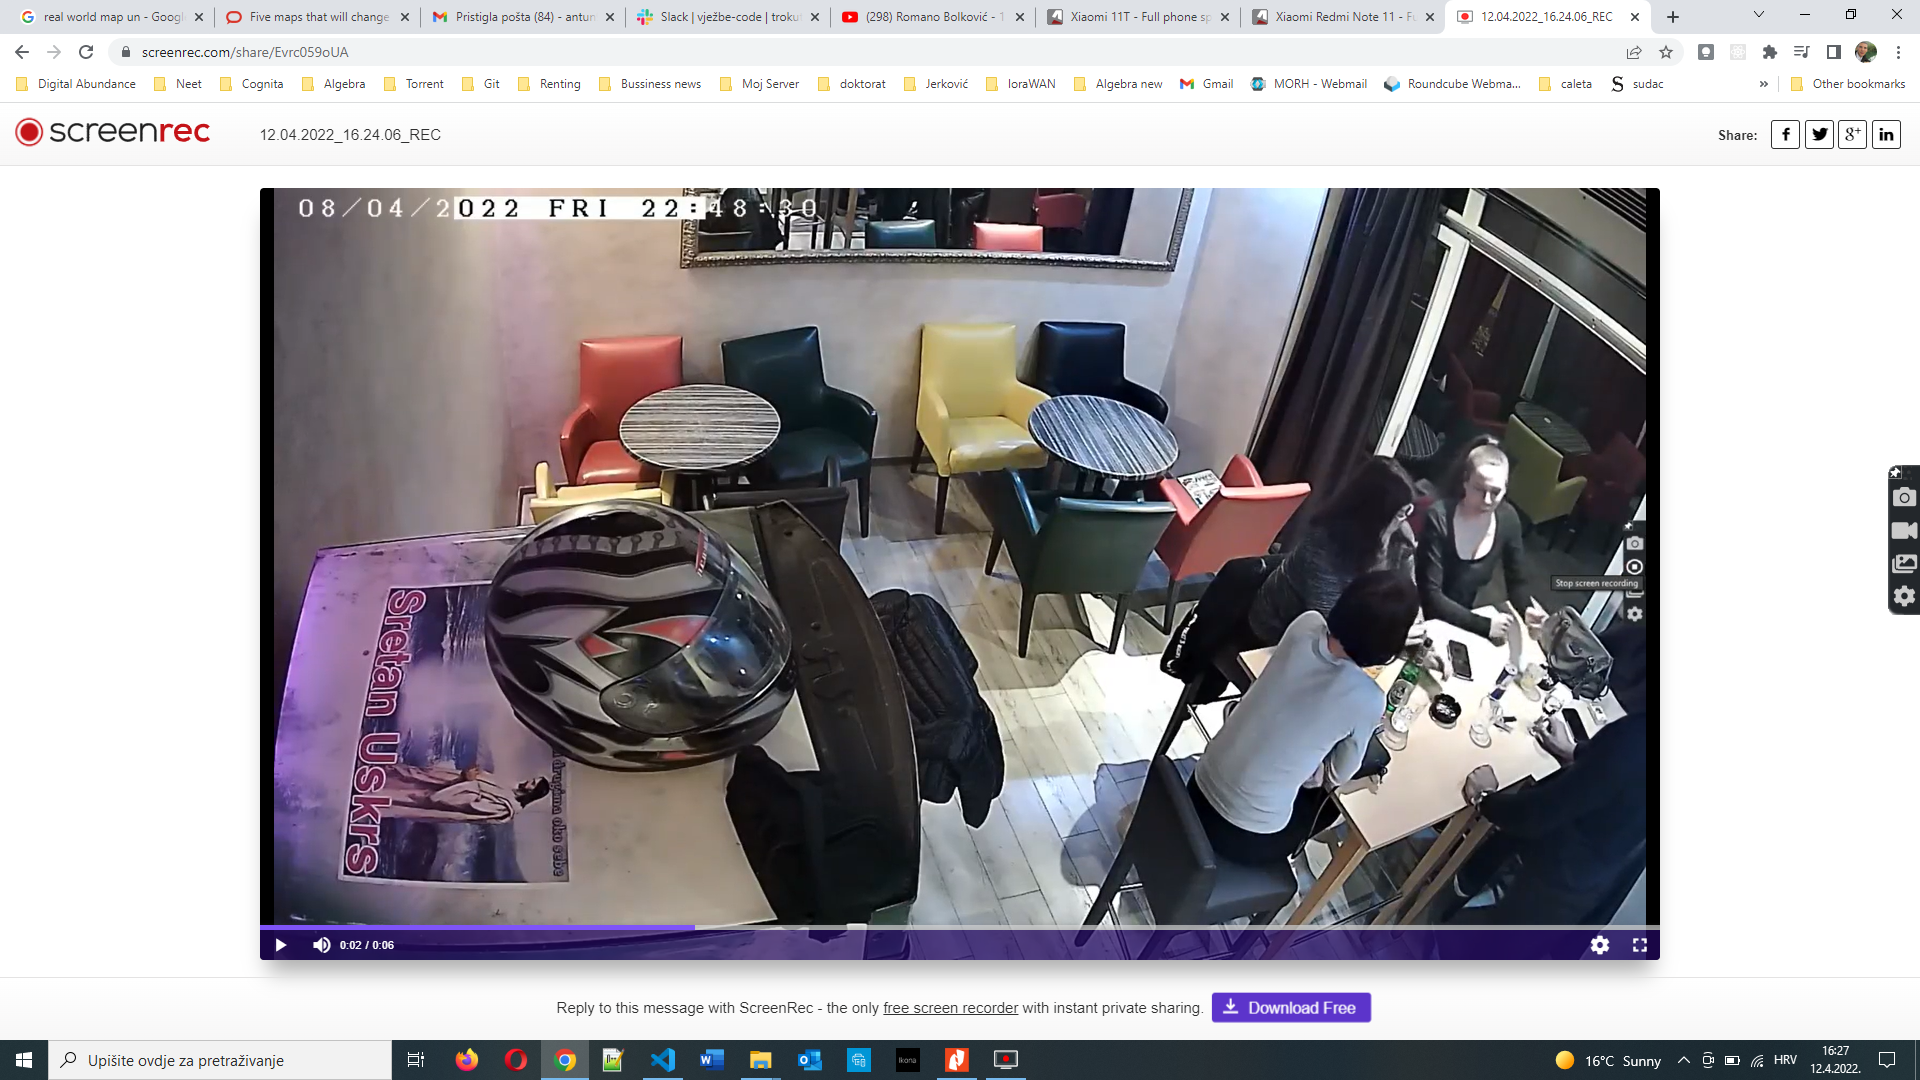 real world map un - Googl
Five maps that will change
Pristigla pošta (84) - antun
Slack | vježbe-code | troku
(298) Romano Bolković - 1
Xiaomi 11T - Full phone sp
Xiaomi Redmi Note 11 - Fu
12.04.2022_16.24.06_REC
screenrec.com/share/Evrc059oUA
Digital Abundance
Neet
Cognita
Algebra
Torrent
Git
Renting
Bussiness news
Moj Server
doktorat
Jerković
loraWAN
Algebra new
Gmail
MORH - Webmail
Roundcube Webma...
caleta
sudac
»
Other bookmarks
screenrec
12.04.2022_16.24.06_REC
Share:
08/04/2022 FRI 22:48:30
Stop screen recording
Sretan Uskrs
drugima oko sebe
0:02 / 0:06
Reply to this message with ScreenRec - the only free screen recorder with instant private sharing.
Download Free
Upišite ovdje za pretraživanje
Ikona
16°C Sunny
HRV
16:27
12.4.2022.